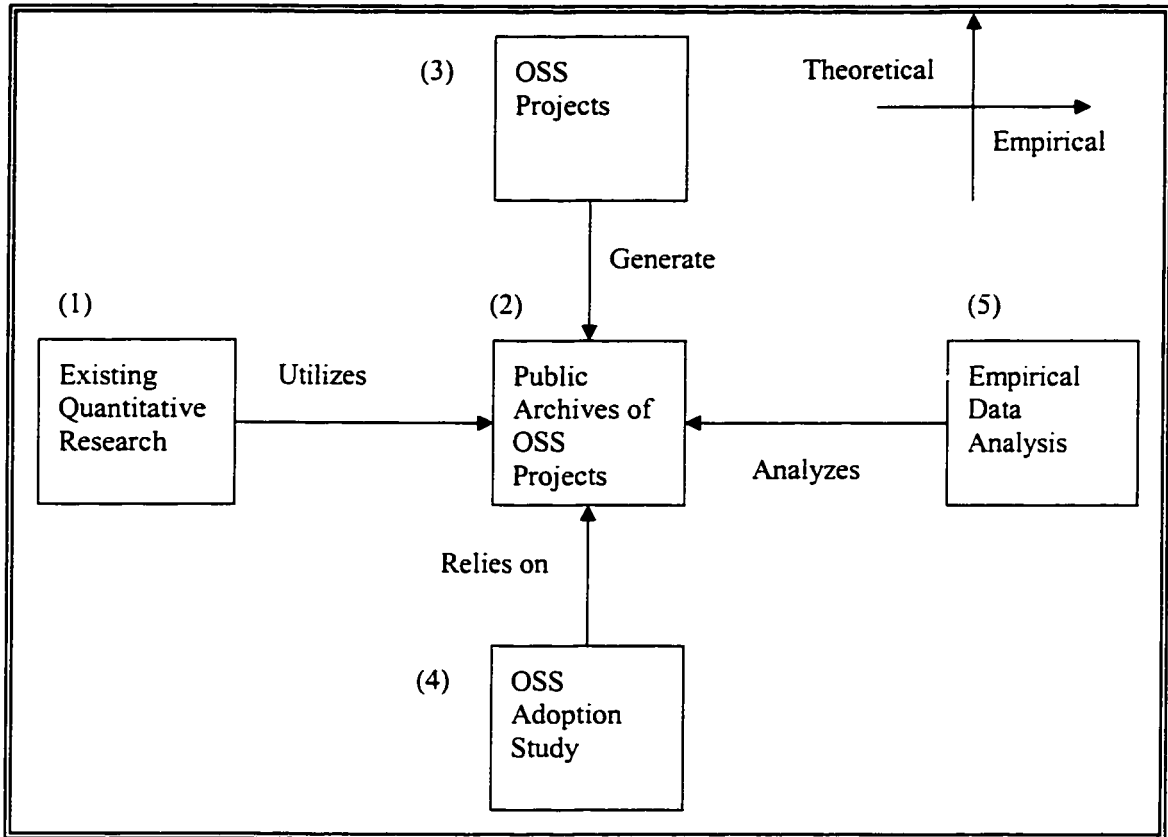 (3)
OSS
Projects
Theoretical
Empirical
Generate
(1)
(2)
(5)
Existing
Quantitative
Research
Utilizes
Public
Archives of
OSS
Projects
Empirical
Data
Analysis
Analyzes
Relies on
(4)
OSS
Adoption
Study